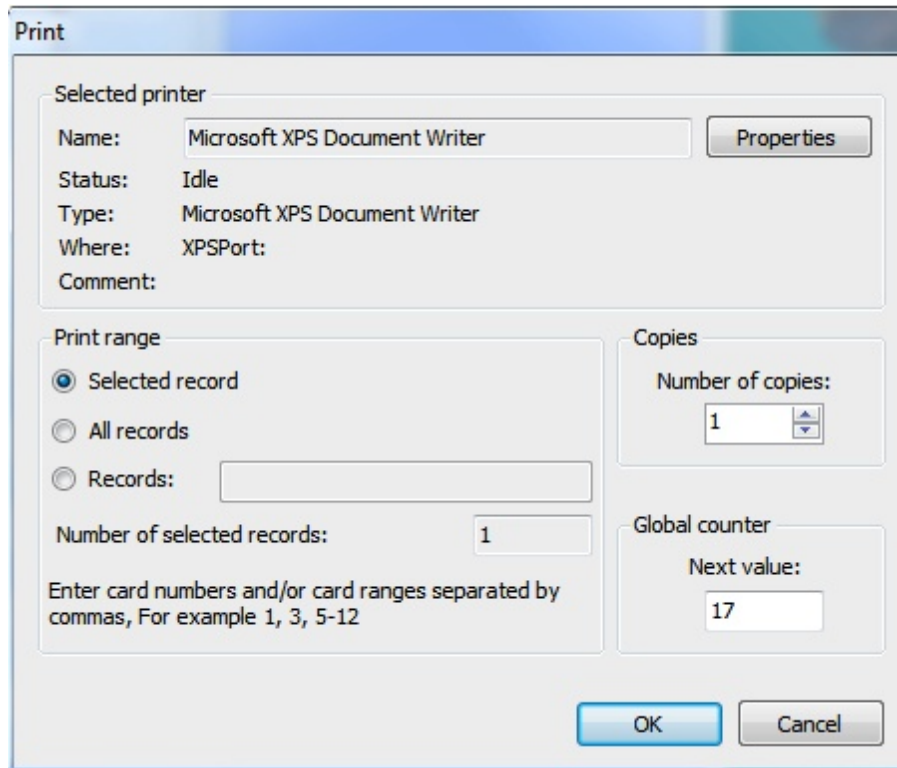 Print
Selected printer
Name: Microsoft XPS Document Writer Properties
Status: Idle
Type: Microsoft XPS Document Writer
Where: XPSPort:
Comment:
Print range
Selected record
All records
Records:
Number of selected records: 1
Enter card numbers and/or card ranges separated by
commas, For example 1, 3, 5-12
Copies
Number of copies:
1
Global counter
Next value:
17
OK Cancel